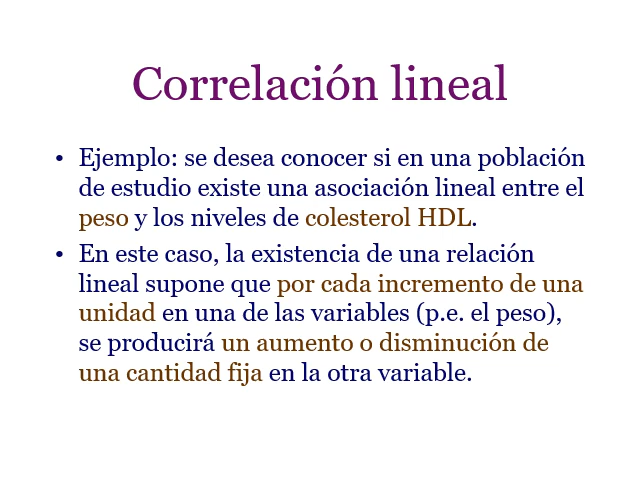 Correlación lineal
• Ejemplo: se desea conocer si en una población
de estudio existe una asociación lineal entre el
peso y los niveles de colesterol HDL.
• En este caso, la existencia de una relación
lineal supone que por cada incremento de una
unidad en una de las variables (p.e. el peso),
se producirá un aumento o disminución de
una cantidad fija en la otra variable.